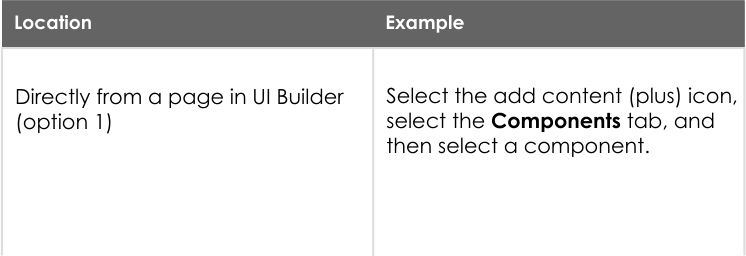 Location
Example
Directly from a page in UI Builder
(option 1)
Select the add content (plus) icon,
select the Components tab, and
then select a component.